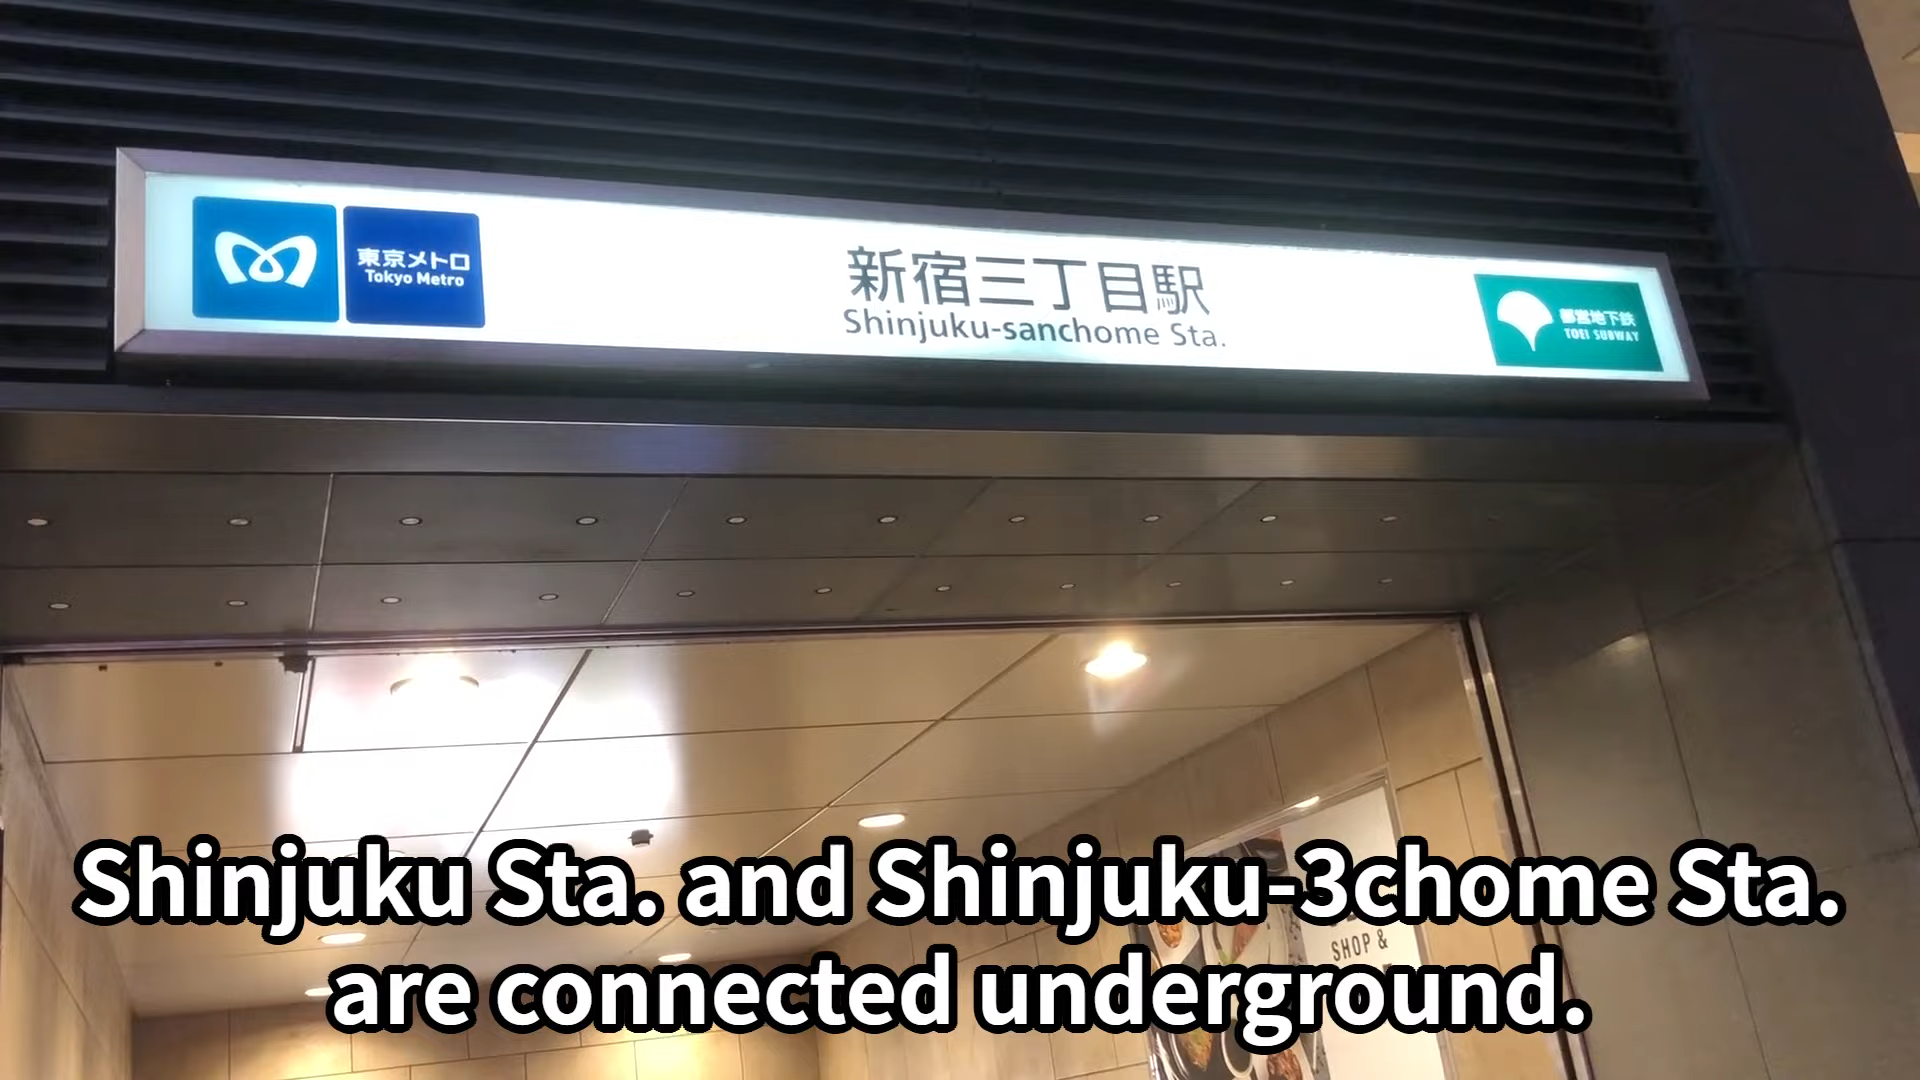 東京メトロ
Tokyo Metro
新宿三丁目駅
Shinjuku-sanchome Sta.
都営地下鉄
TOEI SUBWAY
SHOP &
Shinjuku Sta. and Shinjuku-3chome Sta.
are connected underground.